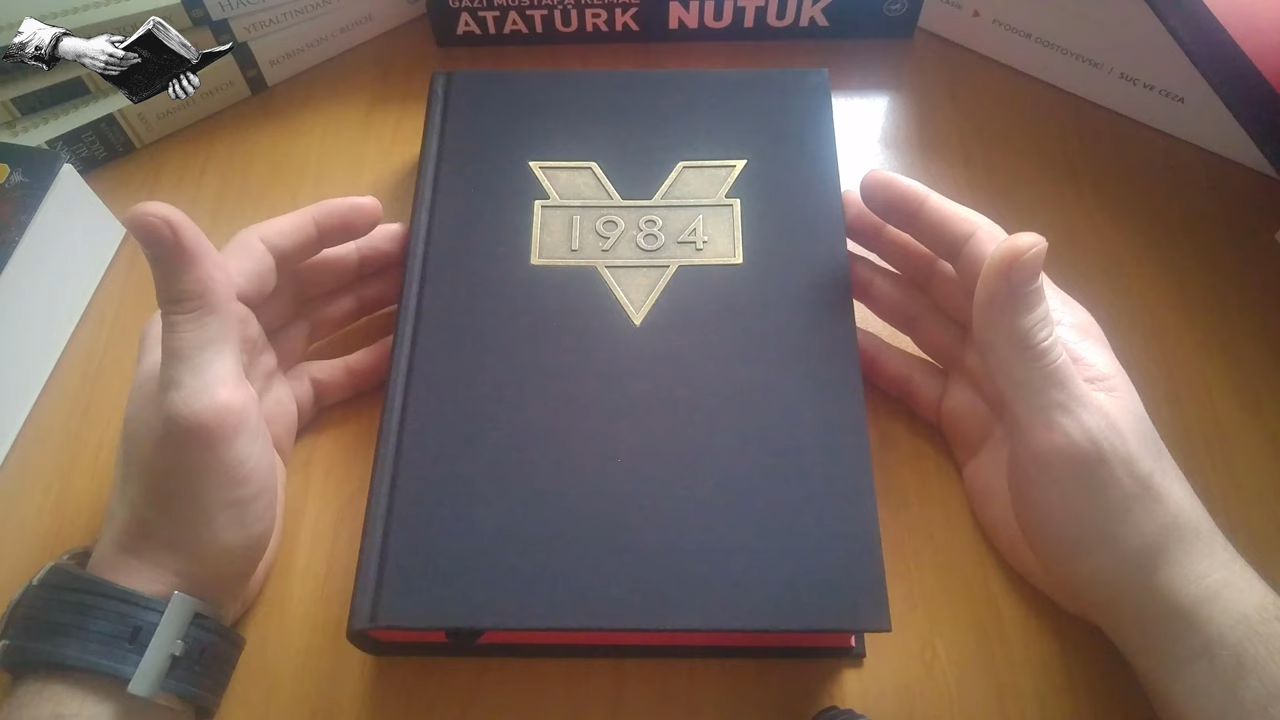 GAZİ MUSTAFA KEMAL
ATATÜRK NUTUK
YERALTINDAN
ROBINSON CRUSOE
DANIEL DEFOE
FYODOR DOSTOYEVSKİ | SUÇ VE CEZA
1984